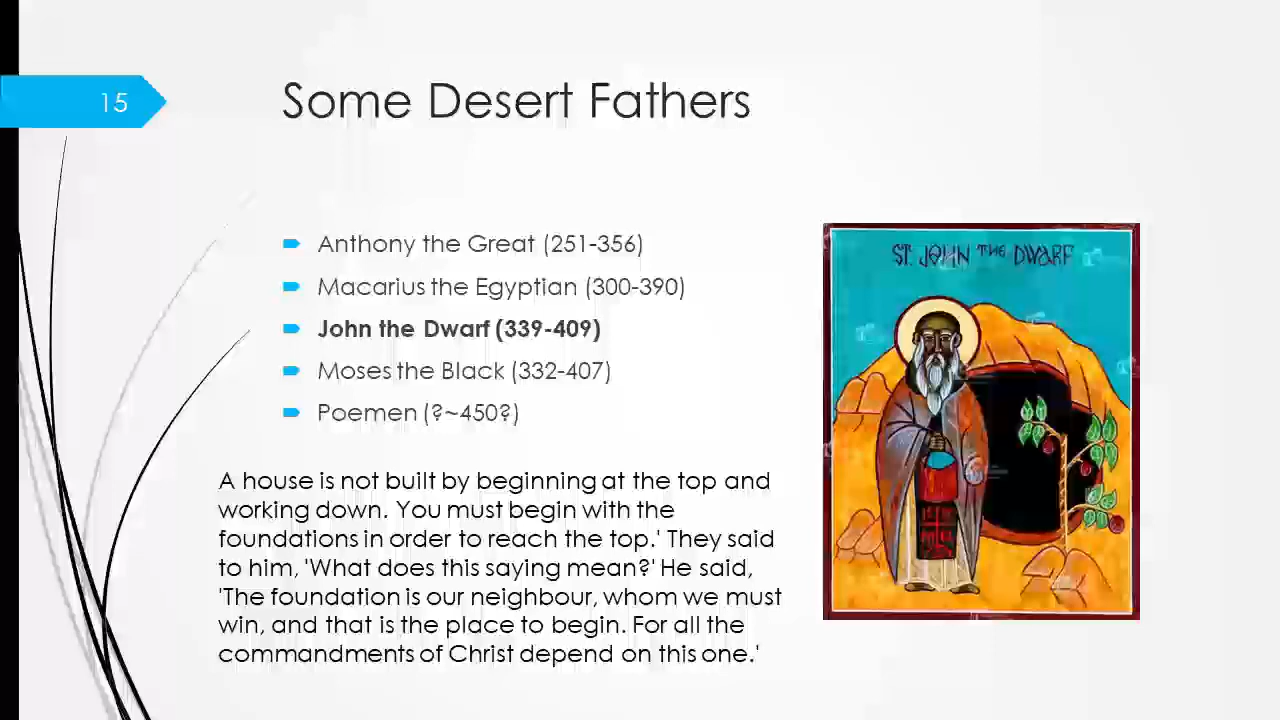 15
Some Desert Fathers
Anthony the Great (251-356)
Macarius the Egyptian (300-390)
John the Dwarf (339-409)
Moses the Black (332-407)
Poemen (?~450?)
A house is not built by beginning at the top and
working down. You must begin with the
foundations in order to reach the top.' They said
to him, 'What does this saying mean?' He said,
'The foundation is our neighbour, whom we must
win, and that is the place to begin. For all the
commandments of Christ depend on this one.'
ST. JOHN THE DWARF